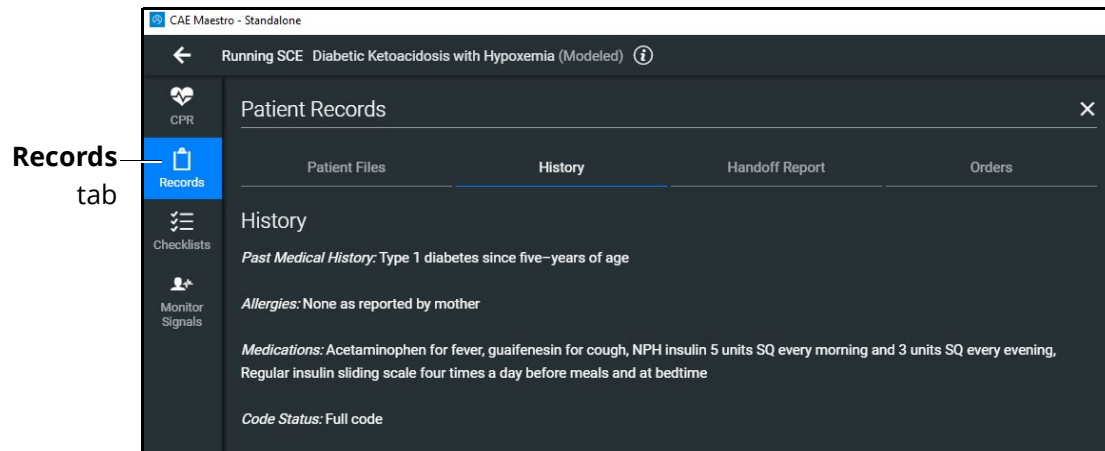 CAE Maestro - Standalone
Running SCE Diabetic Ketoacidosis with Hypoxemia (Modeled)
CPR
Patient Records
Records
tab
Records
Patient Files
History
Handoff Report
Orders
Checklists
History
Past Medical History: Type 1 diabetes since five–years of age
Monitor
Signals
Allergies: None as reported by mother
Medications: Acetaminophen for fever, guaifenesin for cough, NPH insulin 5 units SQ every morning and 3 units SQ every evening,
Regular insulin sliding scale four times a day before meals and at bedtime
Code Status: Full code